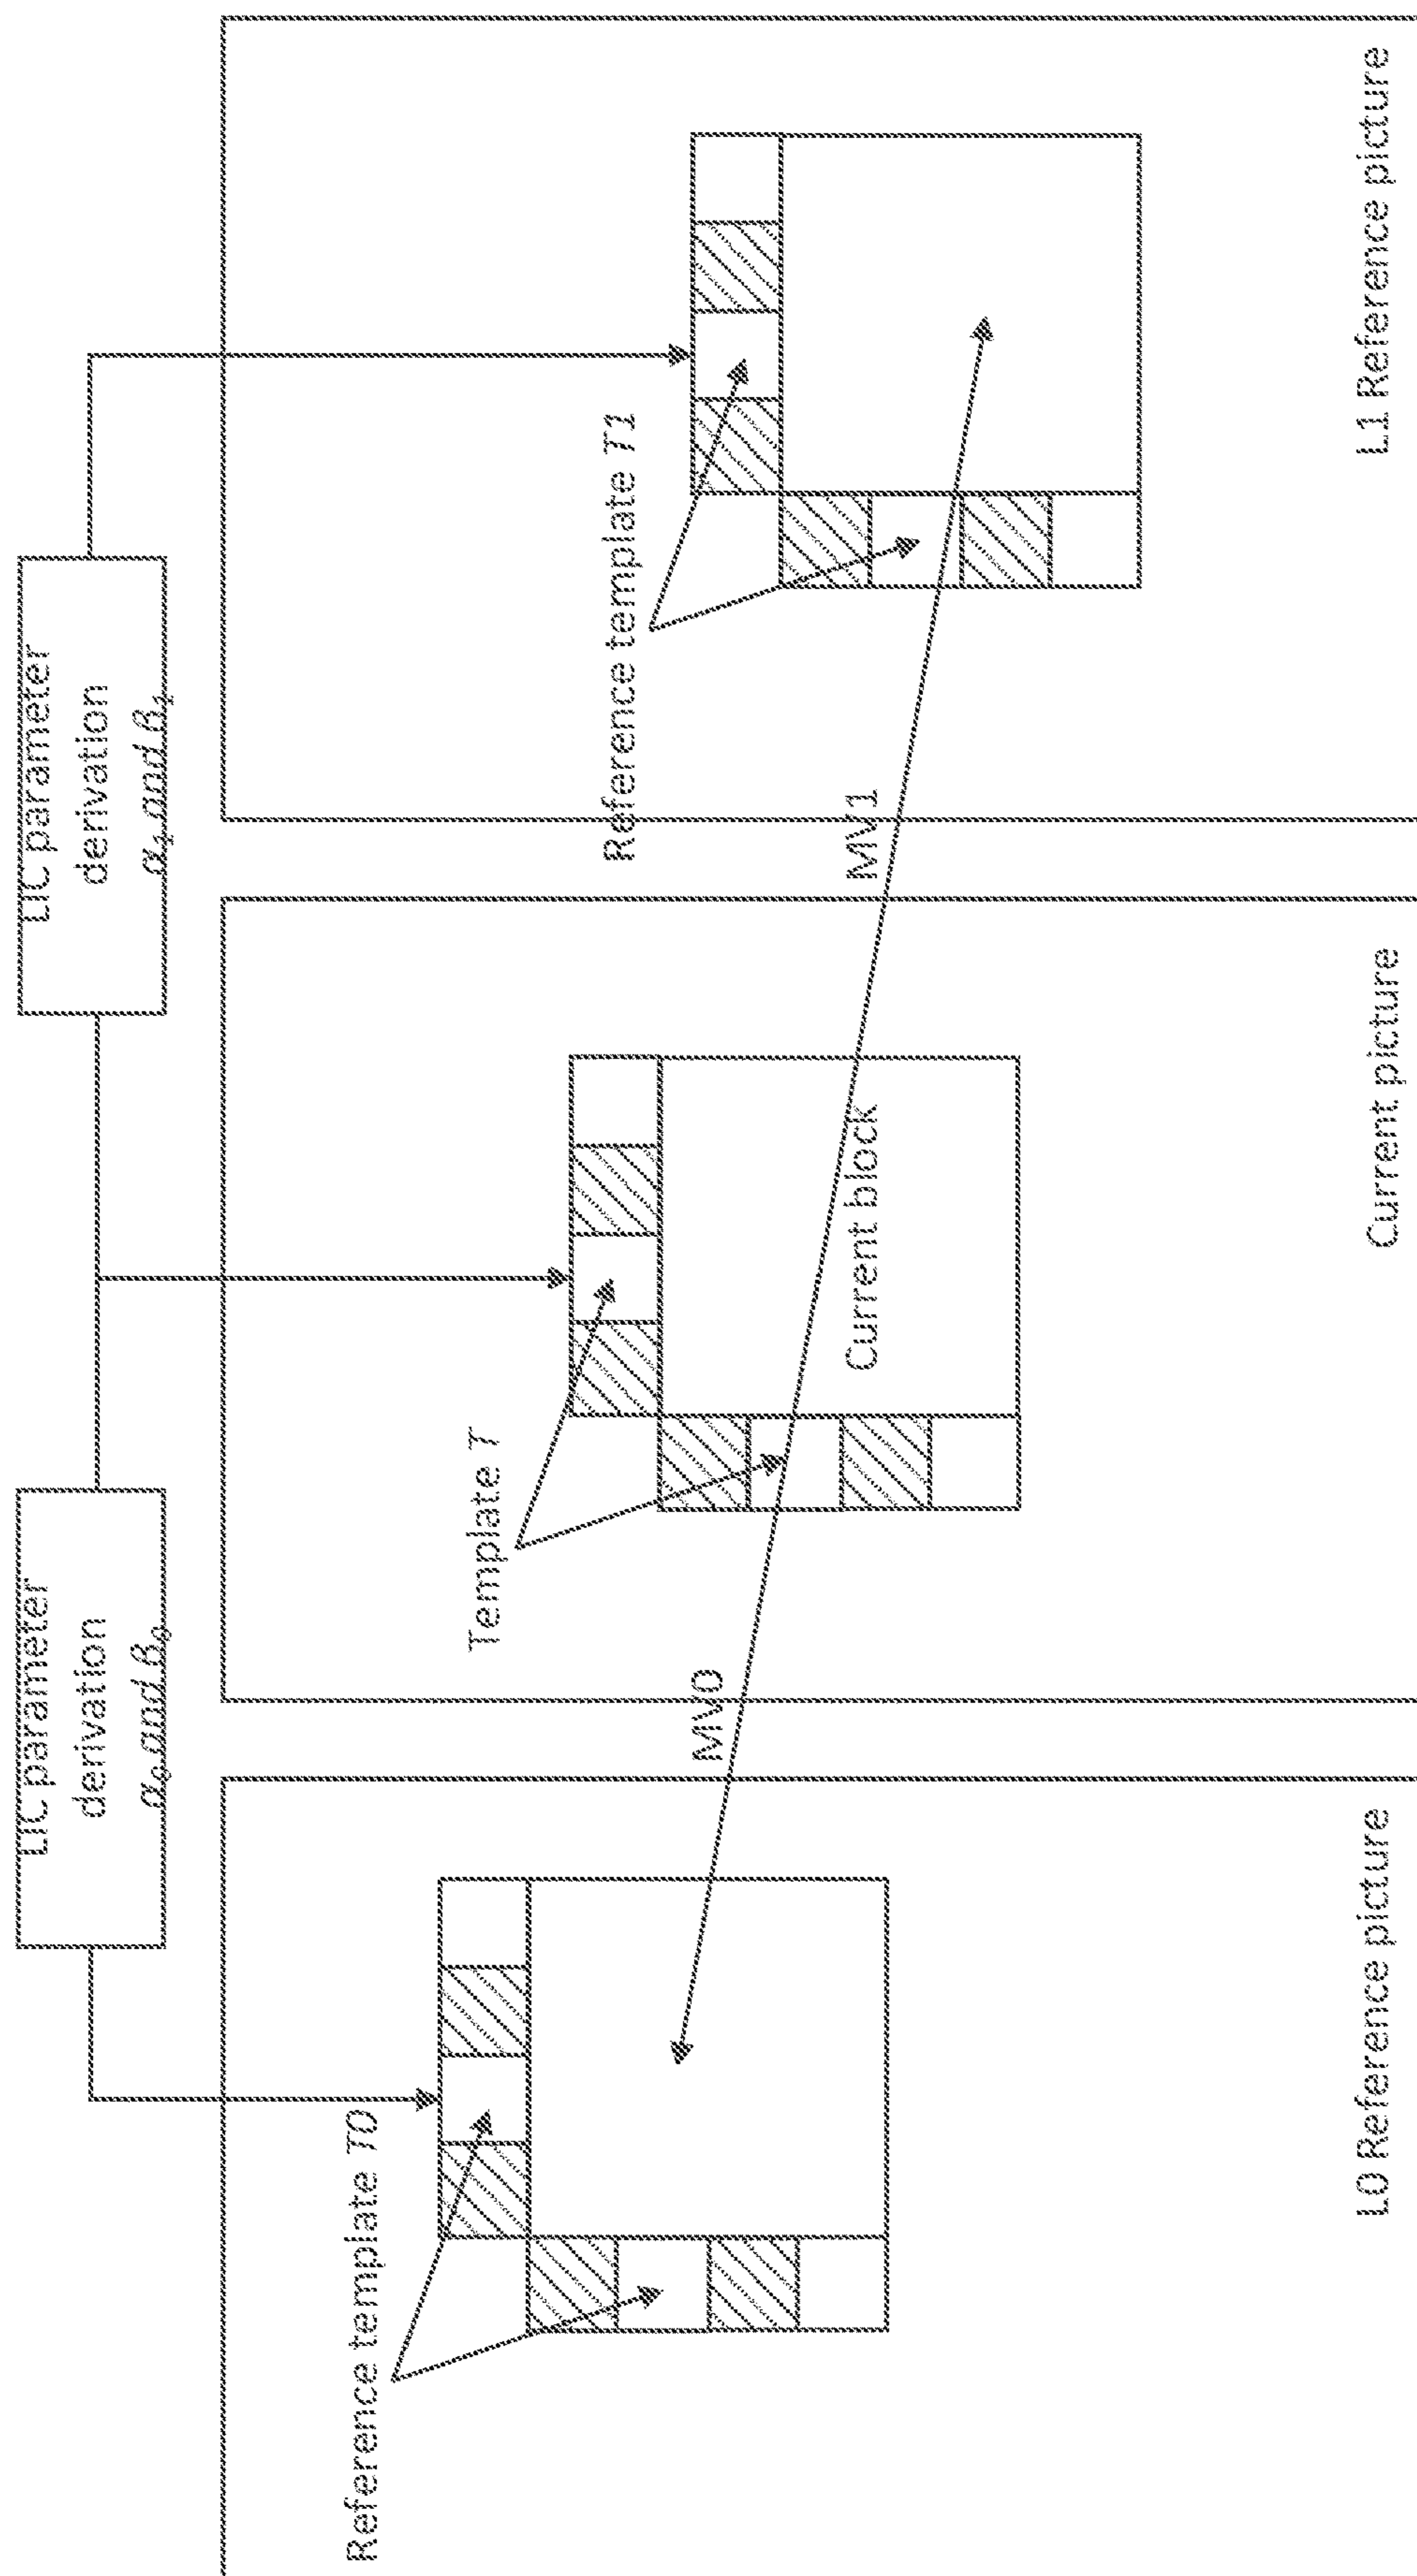 LIC parameter
derivation
α₀ and β₀
LIC parameter
derivation
α₁ and β₁
Reference template T0
Template T
Reference template T1
MV0
MV1
Current block
L0 Reference picture
Current picture
L1 Reference picture